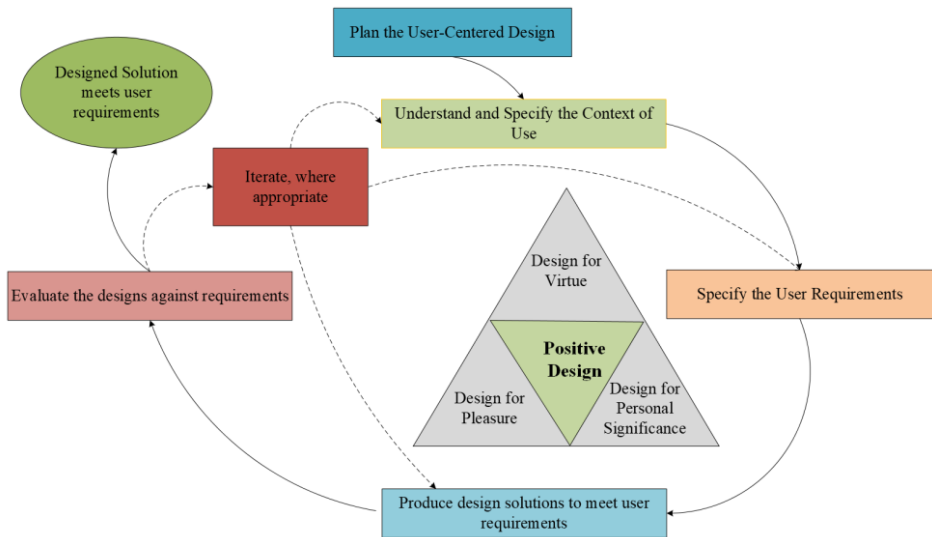 Plan the User-Centered Design
Designed Solution
meets user
requirements
Understand and Specify the Context of
Use
Iterate, where
appropriate
Design for
Virtue
Evaluate the designs against requirements
Specify the User Requirements
Positive
Design
Design for
Pleasure
Design for
Personal
Significance
Produce design solutions to meet user
requirements